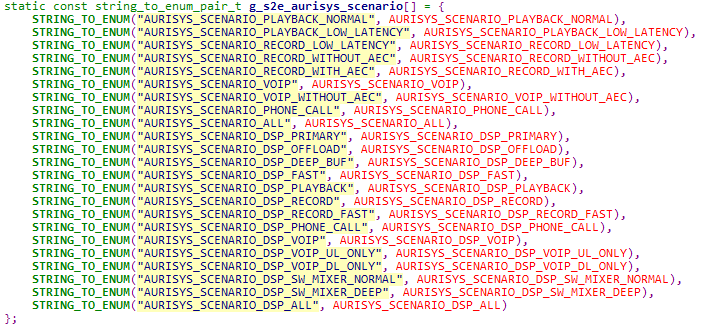 static const string_to_enum_pair_t g_s2e_aurisys_scenario[] = {
STRING_TO_ENUM("AURISYS_SCENARIO_PLAYBACK_NORMAL", AURISYS_SCENARIO_PLAYBACK_NORMAL),
STRING_TO_ENUM("AURISYS_SCENARIO_PLAYBACK_LOW_LATENCY", AURISYS_SCENARIO_PLAYBACK_LOW_LATENCY),
STRING_TO_ENUM("AURISYS_SCENARIO_RECORD_LOW_LATENCY", AURISYS_SCENARIO_RECORD_LOW_LATENCY),
STRING_TO_ENUM("AURISYS_SCENARIO_RECORD_WITHOUT_AEC", AURISYS_SCENARIO_RECORD_WITHOUT_AEC),
STRING_TO_ENUM("AURISYS_SCENARIO_RECORD_WITH_AEC", AURISYS_SCENARIO_RECORD_WITH_AEC),
STRING_TO_ENUM("AURISYS_SCENARIO_VOIP", AURISYS_SCENARIO_VOIP),
STRING_TO_ENUM("AURISYS_SCENARIO_VOIP_WITHOUT_AEC", AURISYS_SCENARIO_VOIP_WITHOUT_AEC),
STRING_TO_ENUM("AURISYS_SCENARIO_PHONE_CALL", AURISYS_SCENARIO_PHONE_CALL),
STRING_TO_ENUM("AURISYS_SCENARIO_ALL", AURISYS_SCENARIO_ALL),
STRING_TO_ENUM("AURISYS_SCENARIO_DSP_PRIMARY", AURISYS_SCENARIO_DSP_PRIMARY),
STRING_TO_ENUM("AURISYS_SCENARIO_DSP_OFFLOAD", AURISYS_SCENARIO_DSP_OFFLOAD),
STRING_TO_ENUM("AURISYS_SCENARIO_DSP_DEEP_BUF", AURISYS_SCENARIO_DSP_DEEP_BUF),
STRING_TO_ENUM("AURISYS_SCENARIO_DSP_FAST", AURISYS_SCENARIO_DSP_FAST),
STRING_TO_ENUM("AURISYS_SCENARIO_DSP_PLAYBACK", AURISYS_SCENARIO_DSP_PLAYBACK),
STRING_TO_ENUM("AURISYS_SCENARIO_DSP_RECORD", AURISYS_SCENARIO_DSP_RECORD),
STRING_TO_ENUM("AURISYS_SCENARIO_DSP_RECORD_FAST", AURISYS_SCENARIO_DSP_RECORD_FAST),
STRING_TO_ENUM("AURISYS_SCENARIO_DSP_PHONE_CALL", AURISYS_SCENARIO_DSP_PHONE_CALL),
STRING_TO_ENUM("AURISYS_SCENARIO_DSP_VOIP", AURISYS_SCENARIO_DSP_VOIP),
STRING_TO_ENUM("AURISYS_SCENARIO_DSP_VOIP_UL_ONLY", AURISYS_SCENARIO_DSP_VOIP_UL_ONLY),
STRING_TO_ENUM("AURISYS_SCENARIO_DSP_VOIP_DL_ONLY", AURISYS_SCENARIO_DSP_VOIP_DL_ONLY),
STRING_TO_ENUM("AURISYS_SCENARIO_DSP_SW_MIXER_NORMAL", AURISYS_SCENARIO_DSP_SW_MIXER_NORMAL),
STRING_TO_ENUM("AURISYS_SCENARIO_DSP_SW_MIXER_DEEP", AURISYS_SCENARIO_DSP_SW_MIXER_DEEP),
STRING_TO_ENUM("AURISYS_SCENARIO_DSP_ALL", AURISYS_SCENARIO_DSP_ALL)
};